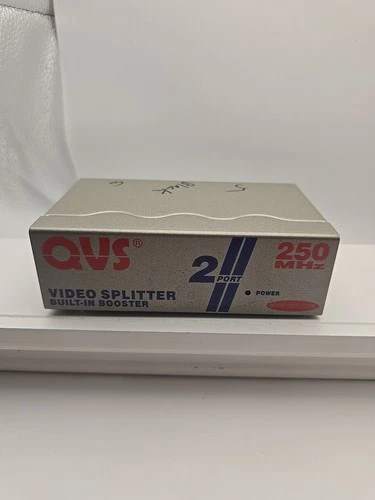 QVS®
VIDEO SPLITTER
BUILT-IN BOOSTER
2 PORT
250
MHz
POWER